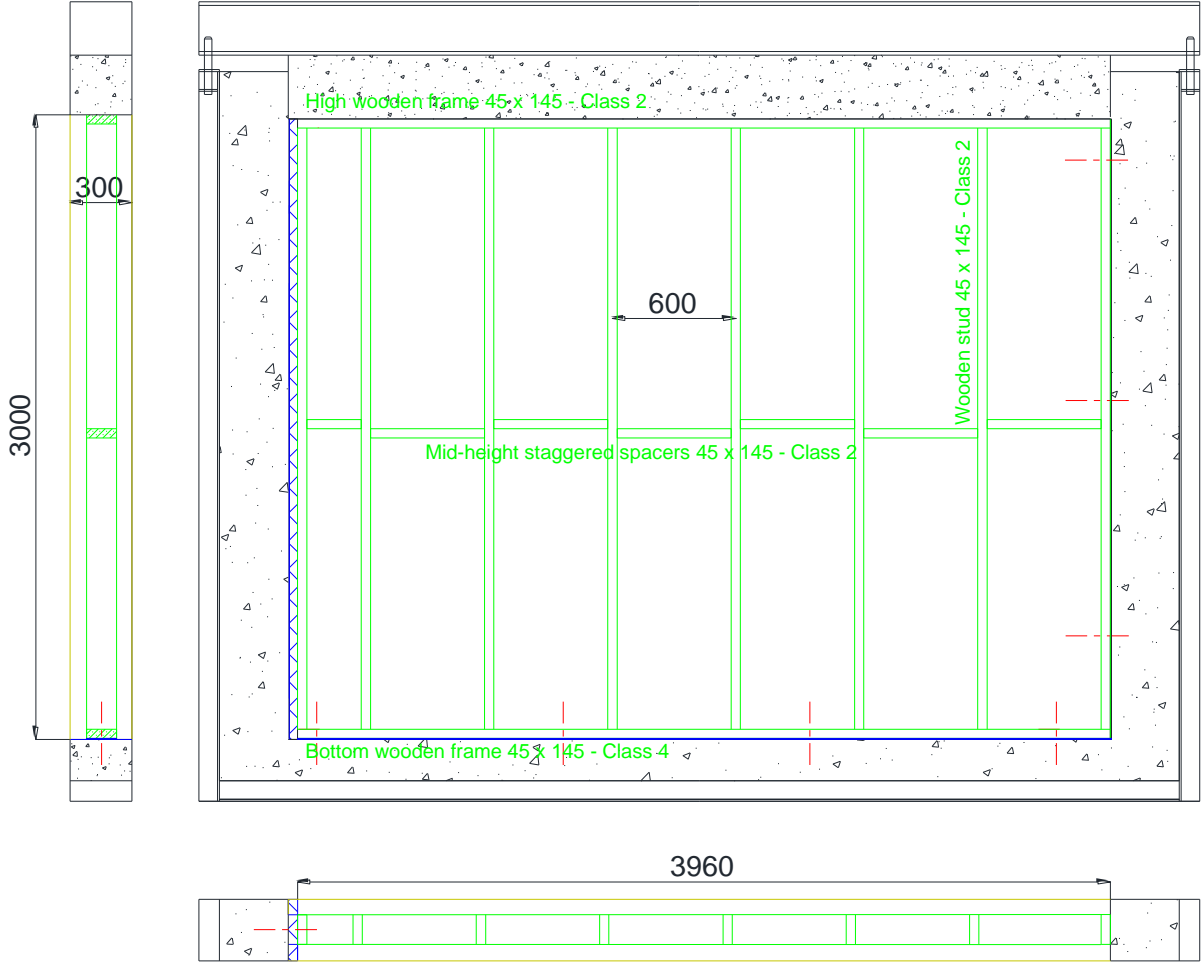 High wooden frame 45 x 145 - Class 2
300
Wooden stud 45 x 145 - Class 2
600
3000
Mid-height staggered spacers 45 x 145 - Class 2
Bottom wooden frame 45 x 145 - Class 4
3960